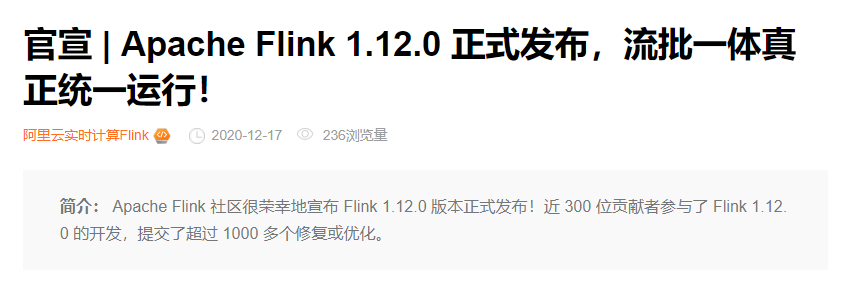 官宣 | Apache Flink 1.12.0 正式发布，流批一体真
正统一运行！
阿里云实时计算Flink 2020-12-17 236浏览量
简介： Apache Flink 社区很荣幸地宣布 Flink 1.12.0 版本正式发布！近 300 位贡献者参与了 Flink 1.12.
0 的开发，提交了超过 1000 多个修复或优化。